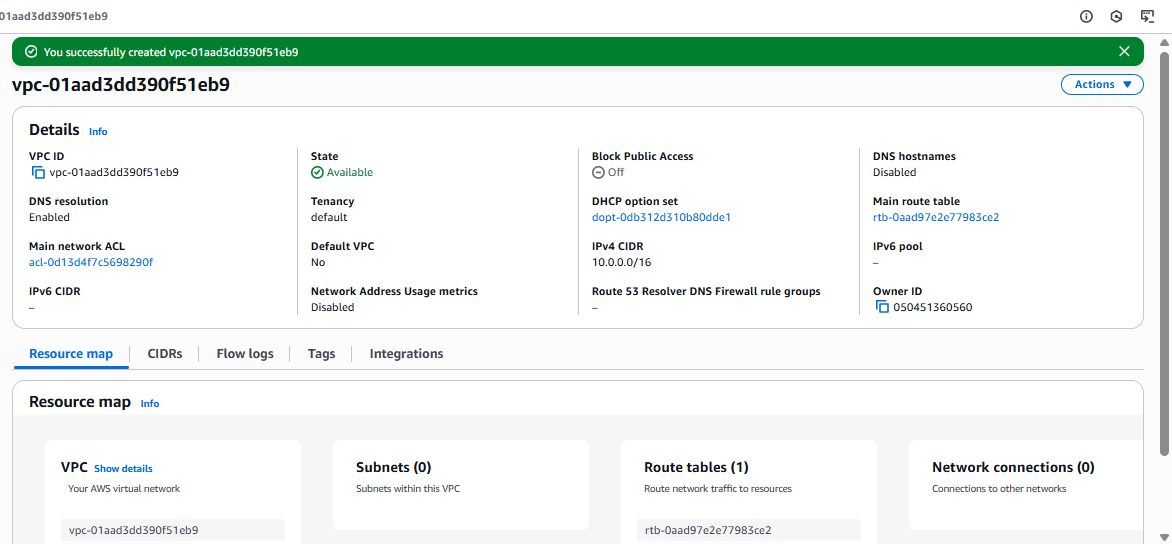 01aad3dd390f51eb9
You successfully created vpc-01aad3dd390f51eb9
vpc-01aad3dd390f51eb9
Actions
Details Info
VPC ID
vpc-01aad3dd390f51eb9
State
Available
Block Public Access
Off
DNS hostnames
Disabled
DNS resolution
Enabled
Tenancy
default
DHCP option set
dopt-0db312d310b80dde1
Main route table
rtb-0aad97e2e77983ce2
Main network ACL
acl-0d13d4f7c5698290f
Default VPC
No
IPv4 CIDR
10.0.0.0/16
IPv6 pool
–
IPv6 CIDR
–
Network Address Usage metrics
Disabled
Route 53 Resolver DNS Firewall rule groups
–
Owner ID
050451360560
Resource map
CIDRs
Flow logs
Tags
Integrations
Resource map Info
VPC Show details
Your AWS virtual network
vpc-01aad3dd390f51eb9
Subnets (0)
Subnets within this VPC
Route tables (1)
Route network traffic to resources
rtb-0aad97e2e77983ce2
Network connections (0)
Connections to other networks